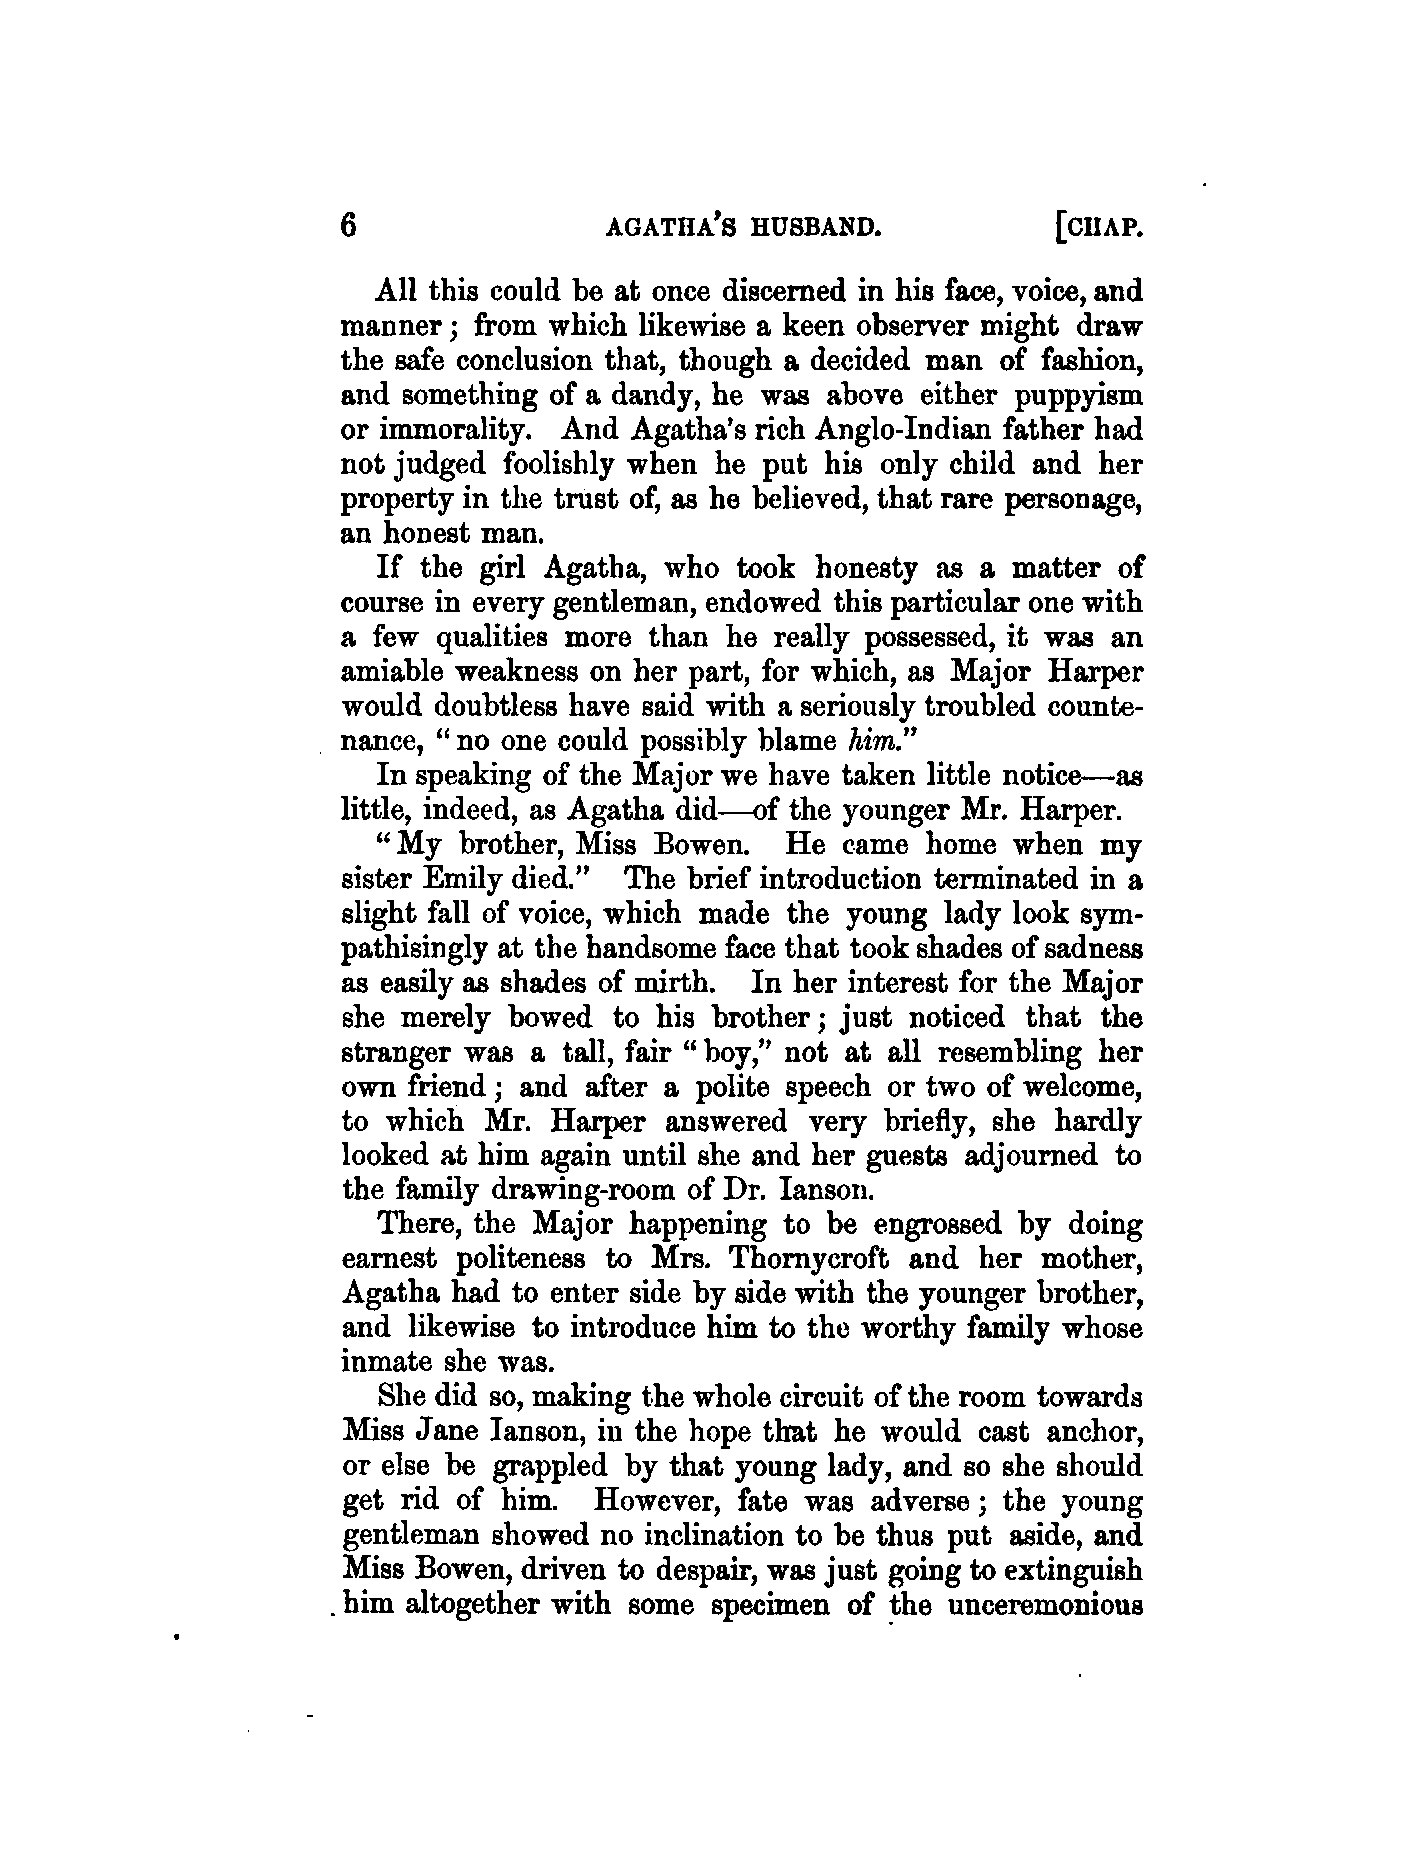 6 AGATHA'S HUSBAND. [CHAP.
All this could be at once discerned in his face, voice, and
manner; from which likewise a keen observer might draw
the safe conclusion that, though a decided man of fashion,
and something of a dandy, he was above either puppyism
or immorality. And Agatha's rich Anglo-Indian father had
not judged foolishly when he put his only child and her
property in the trust of, as he believed, that rare personage,
an honest man.
If the girl Agatha, who took honesty as a matter of
course in every gentleman, endowed this particular one with
a few qualities more than he really possessed, it was an
amiable weakness on her part, for which, as Major Harper
would doubtless have said with a seriously troubled counte-
nance, "no one could possibly blame him."
In speaking of the Major we have taken little notice—as
little, indeed, as Agatha did—of the younger Mr. Harper.
"My brother, Miss Bowen. He came home when my
sister Emily died." The brief introduction terminated in a
slight fall of voice, which made the young lady look sym-
pathisingly at the handsome face that took shades of sadness
as easily as shades of mirth. In her interest for the Major
she merely bowed to his brother; just noticed that the
stranger was a tall, fair "boy," not at all resembling her
own friend; and after a polite speech or two of welcome,
to which Mr. Harper answered very briefly, she hardly
looked at him again until she and her guests adjourned to
the family drawing-room of Dr. Ianson.
There, the Major happening to be engrossed by doing
earnest politeness to Mrs. Thornycroft and her mother,
Agatha had to enter side by side with the younger brother,
and likewise to introduce him to the worthy family whose
inmate she was.
She did so, making the whole circuit of the room towards
Miss Jane Ianson, in the hope that he would cast anchor,
or else be grappled by that young lady, and so she should
get rid of him. However, fate was adverse; the young
gentleman showed no inclination to be thus put aside, and
Miss Bowen, driven to despair, was just going to extinguish
him altogether with some specimen of the unceremonious